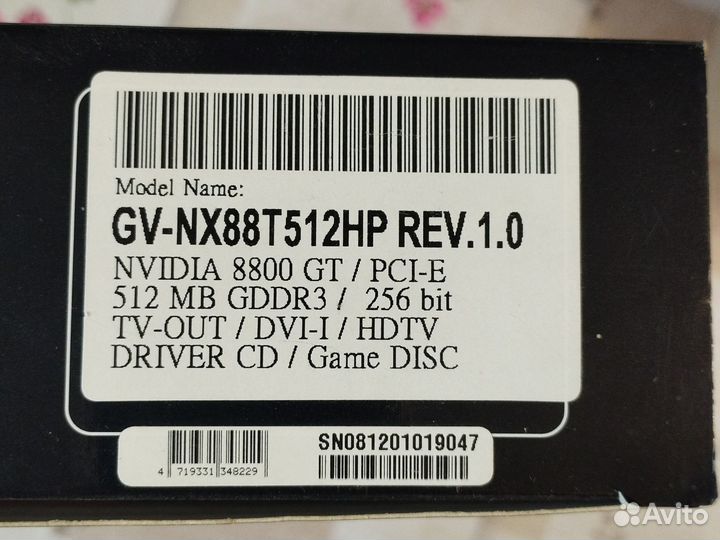 Model Name:
GV-NX88T512HP REV.1.0
NVIDIA 8800 GT / PCI-E
512 MB GDDR3 / 256 bit
TV-OUT / DVI-I / HDTV
DRIVER CD / Game DISC
SN081201019047
4 719331 348229
Avito